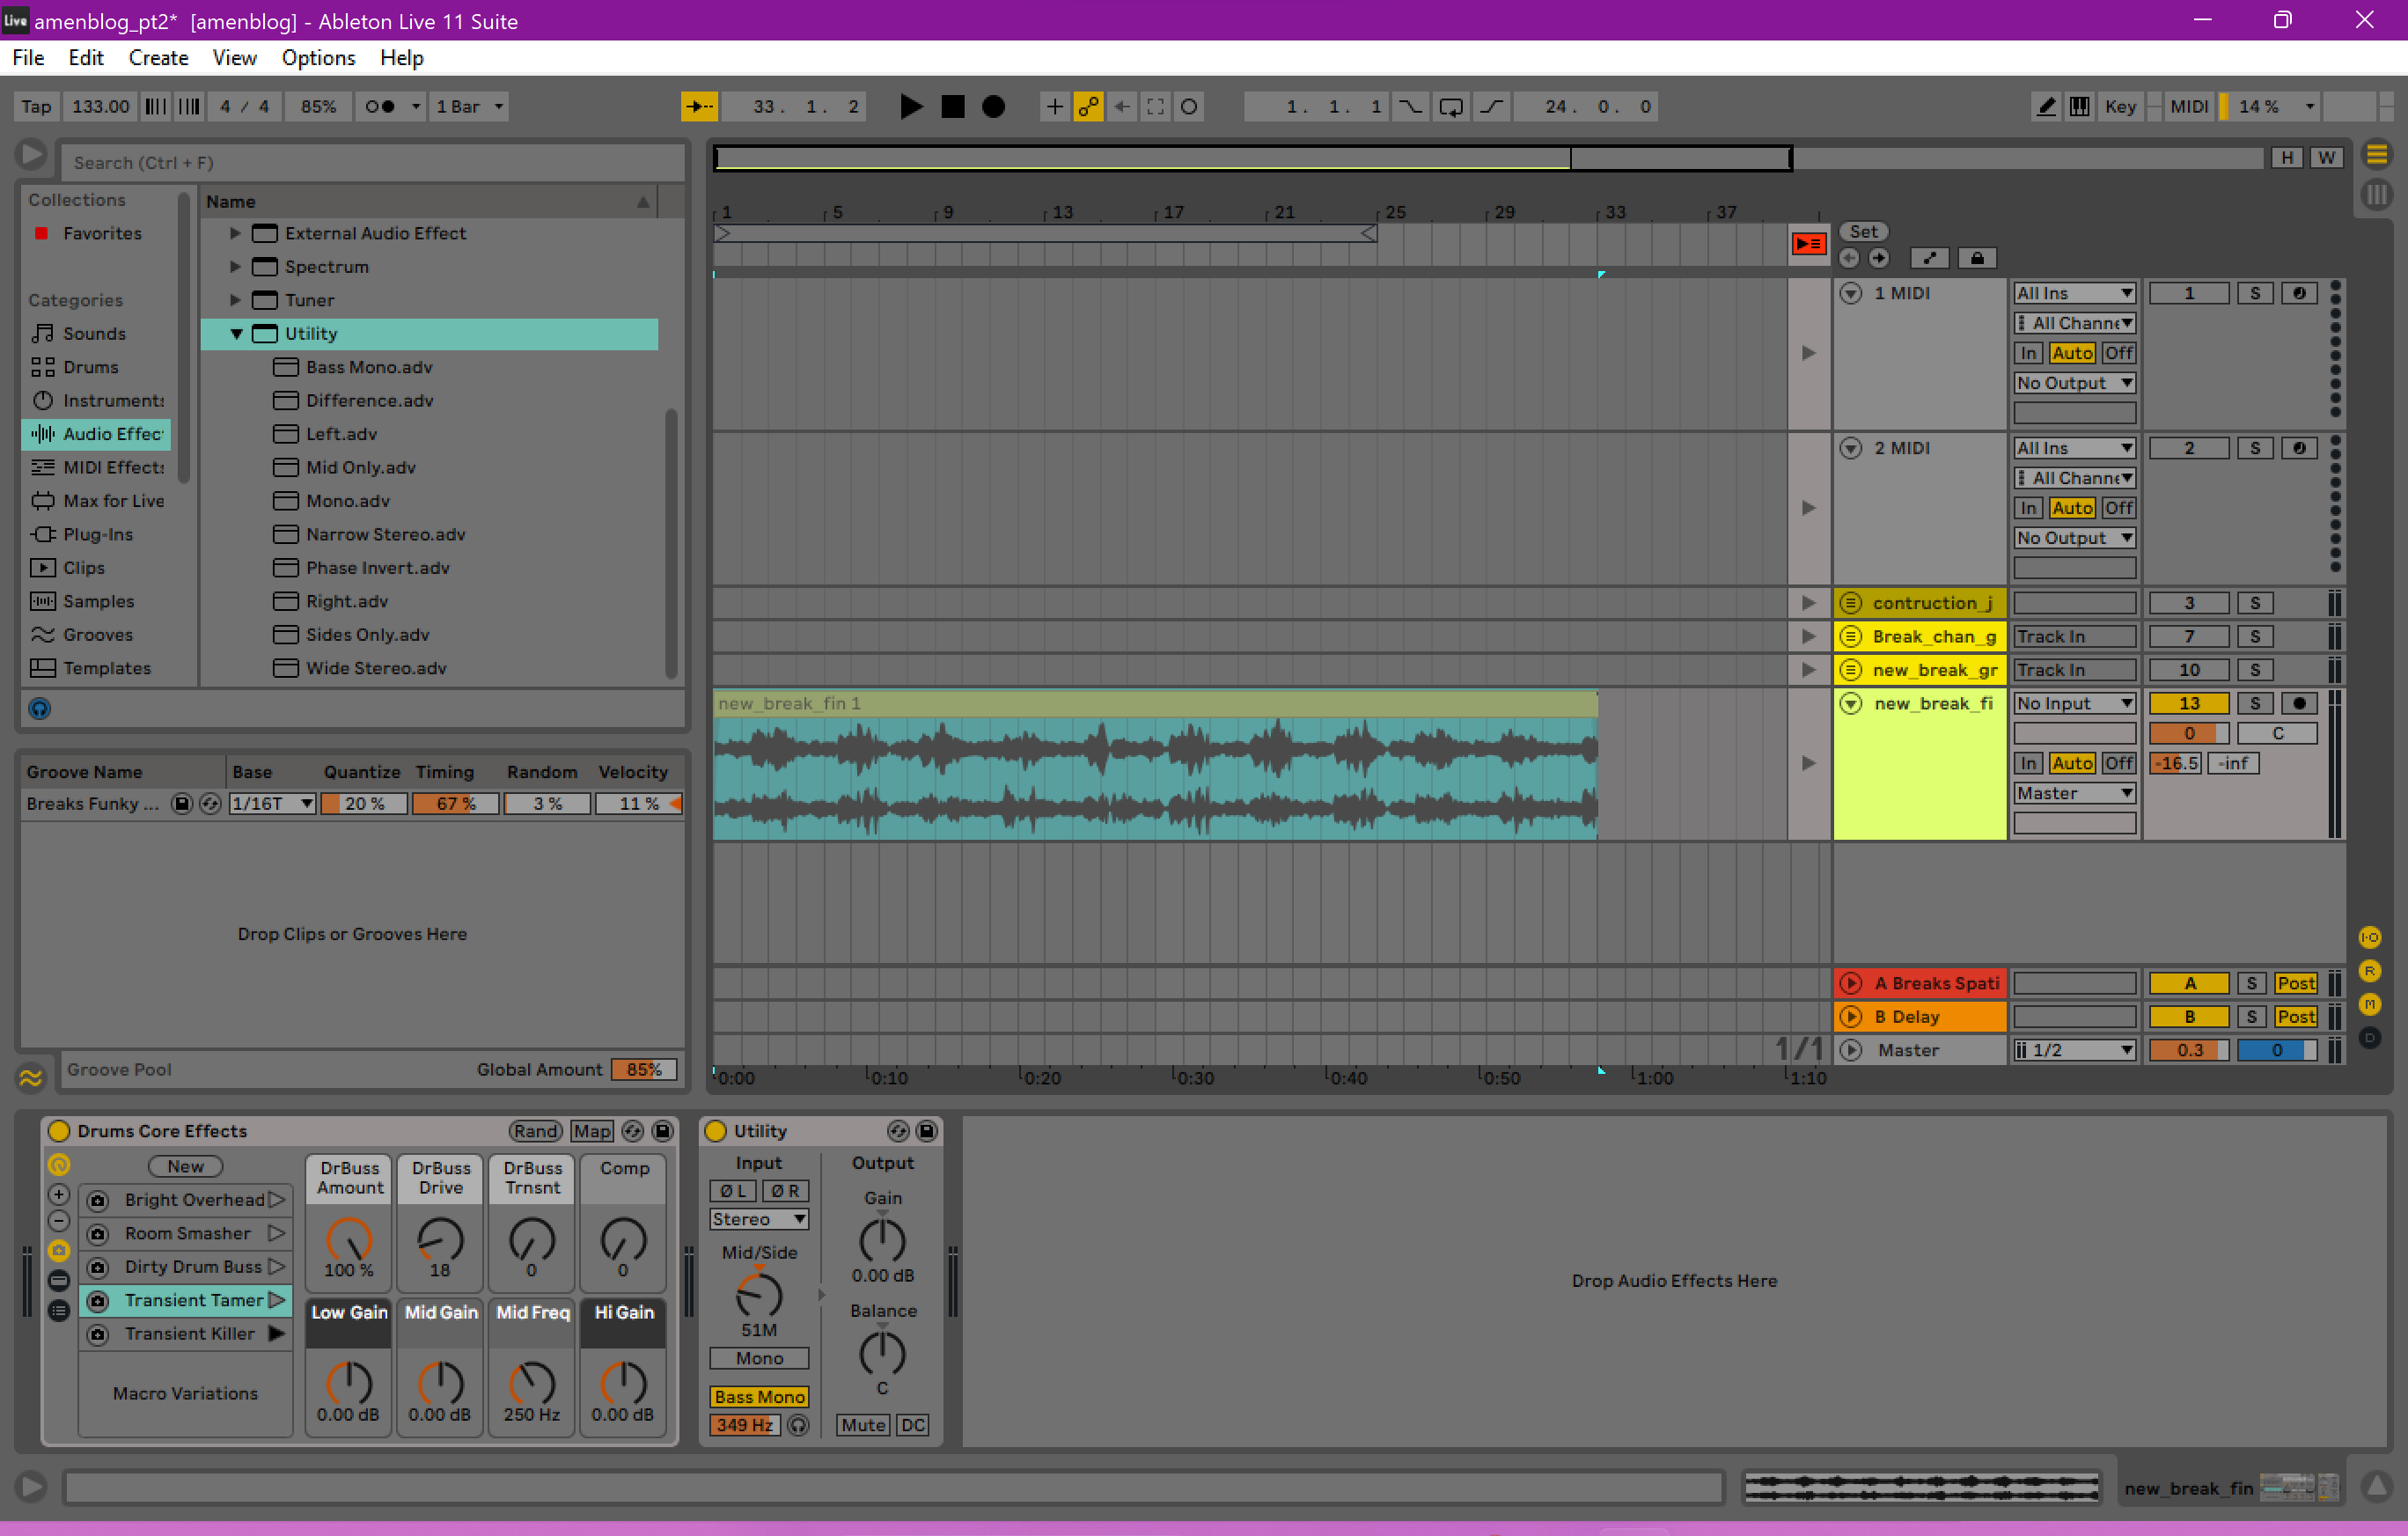 Live amenblog_pt2* [amenblog] - Ableton Live 11 Suite
File Edit Create View Options Help
Tap 133.00 4 / 4 85% 1 Bar 33. 1. 2 1. 1. 1 24. 0. 0 Key MIDI 14 %
Search (Ctrl + F)
H W
Collections
Favorites
Categories
Sounds
Drums
Instruments
Audio Effec
MIDI Effects
Max for Live
Plug-Ins
Clips
Samples
Grooves
Templates
Name
External Audio Effect
Spectrum
Tuner
Utility
Bass Mono.adv
Difference.adv
Left.adv
Mid Only.adv
Mono.adv
Narrow Stereo.adv
Phase Invert.adv
Right.adv
Sides Only.adv
Wide Stereo.adv
1 5 9 13 17 21 25 29 33 37
Set
1 MIDI All Ins 1 S
All Channe
In Auto Off
No Output
2 MIDI All Ins 2 S
All Channe
In Auto Off
No Output
contruction_j 3 S
Break_chan_g Track In 7 S
new_break_gr Track In 10 S
new_break_fin 1 new_break_fi No Input 13 S
0 C
In Auto Off -16.5 -inf
Master
A Breaks Spati A S Post
B Delay B S Post
1/1 Master 1/2 0.3 0
0:00 0:10 0:20 0:30 0:40 0:50 1:00 1:10
I·O
R
M
D
Groove Name Base Quantize Timing Random Velocity
Breaks Funky ... 1/16T 20 % 67 % 3 % 11 %
Drop Clips or Grooves Here
Groove Pool Global Amount 85%
Drums Core Effects Rand Map
New
Bright Overhead
Room Smasher
Dirty Drum Buss
Transient Tamer
Transient Killer
Macro Variations
DrBuss Amount 100 %
DrBuss Drive 18
DrBuss Trnsnt 0
Comp 0
Low Gain 0.00 dB
Mid Gain 0.00 dB
Mid Freq 250 Hz
Hi Gain 0.00 dB
Utility
Input
Ø L Ø R
Stereo
Mid/Side
51M
Mono
Bass Mono
349 Hz
Output
Gain
0.00 dB
Balance
C
Mute DC
Drop Audio Effects Here
new_break_fin